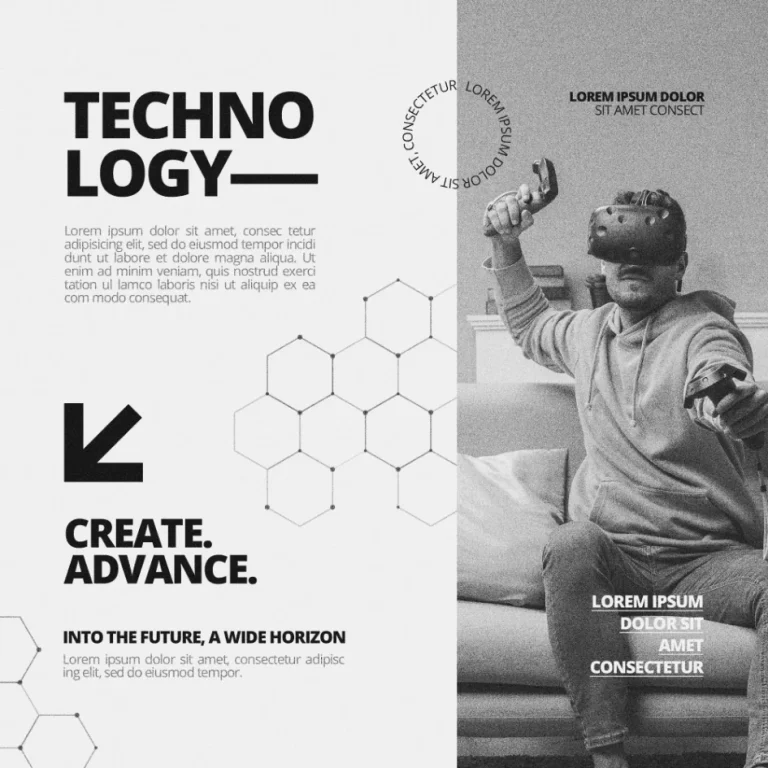 TECHNO
LOGY—
Lorem ipsum dolor sit amet, consec tetur
adipisicing elit, sed do eiusmod tempor incidi
dunt ut labore et dolore magna aliqua. Ut
enim ad minim veniam, quis nostrud exerci
tation ul lamco laboris nisi ut aliquip ex ea
com modo consequat.
LOREM IPSUM DOLOR SIT AMET, CONSECTETUR
LOREM IPSUM DOLOR
SIT AMET CONSECT
CREATE.
ADVANCE.
INTO THE FUTURE, A WIDE HORIZON
Lorem ipsum dolor sit amet, consectetur adipisc
ing elit, sed do eiusmod tempor.
LOREM IPSUM
DOLOR SIT
AMET
CONSECTETUR